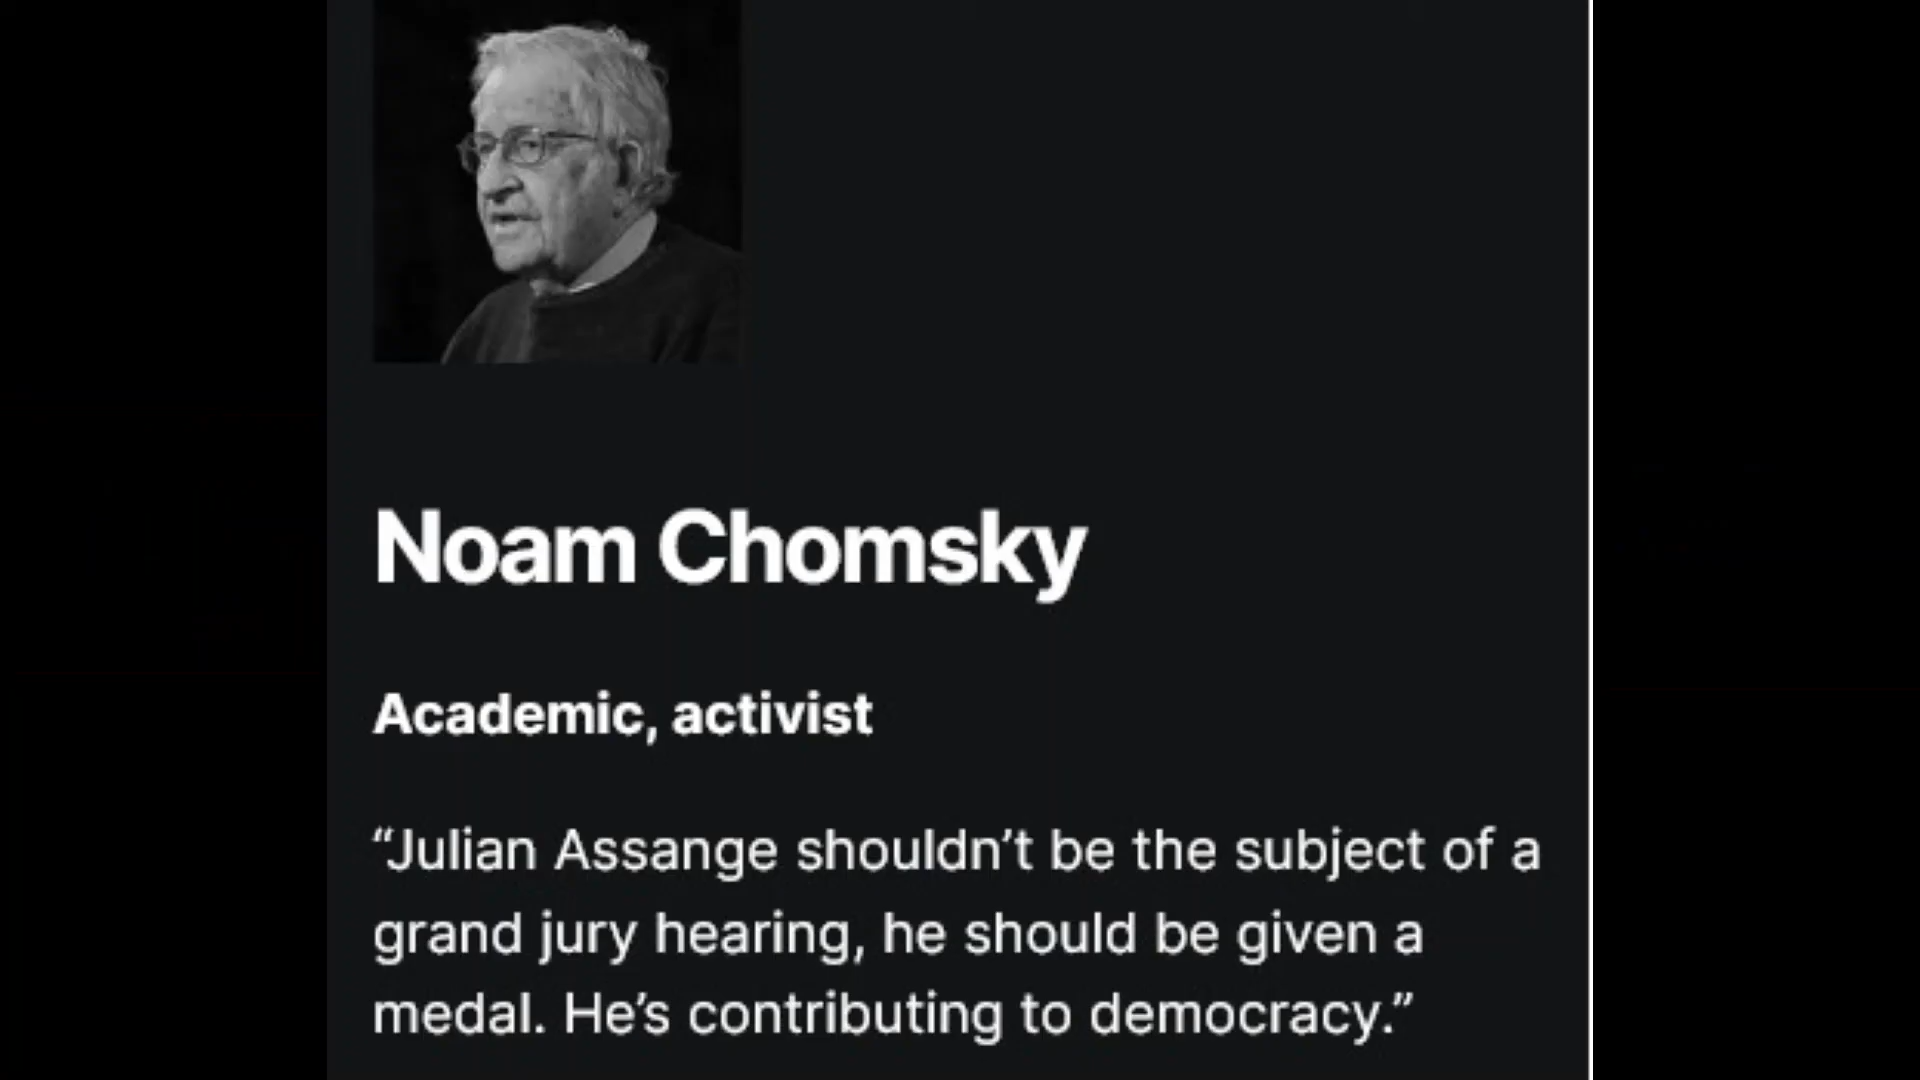 Noam Chomsky
Academic, activist
“Julian Assange shouldn’t be the subject of a
grand jury hearing, he should be given a
medal. He’s contributing to democracy.”